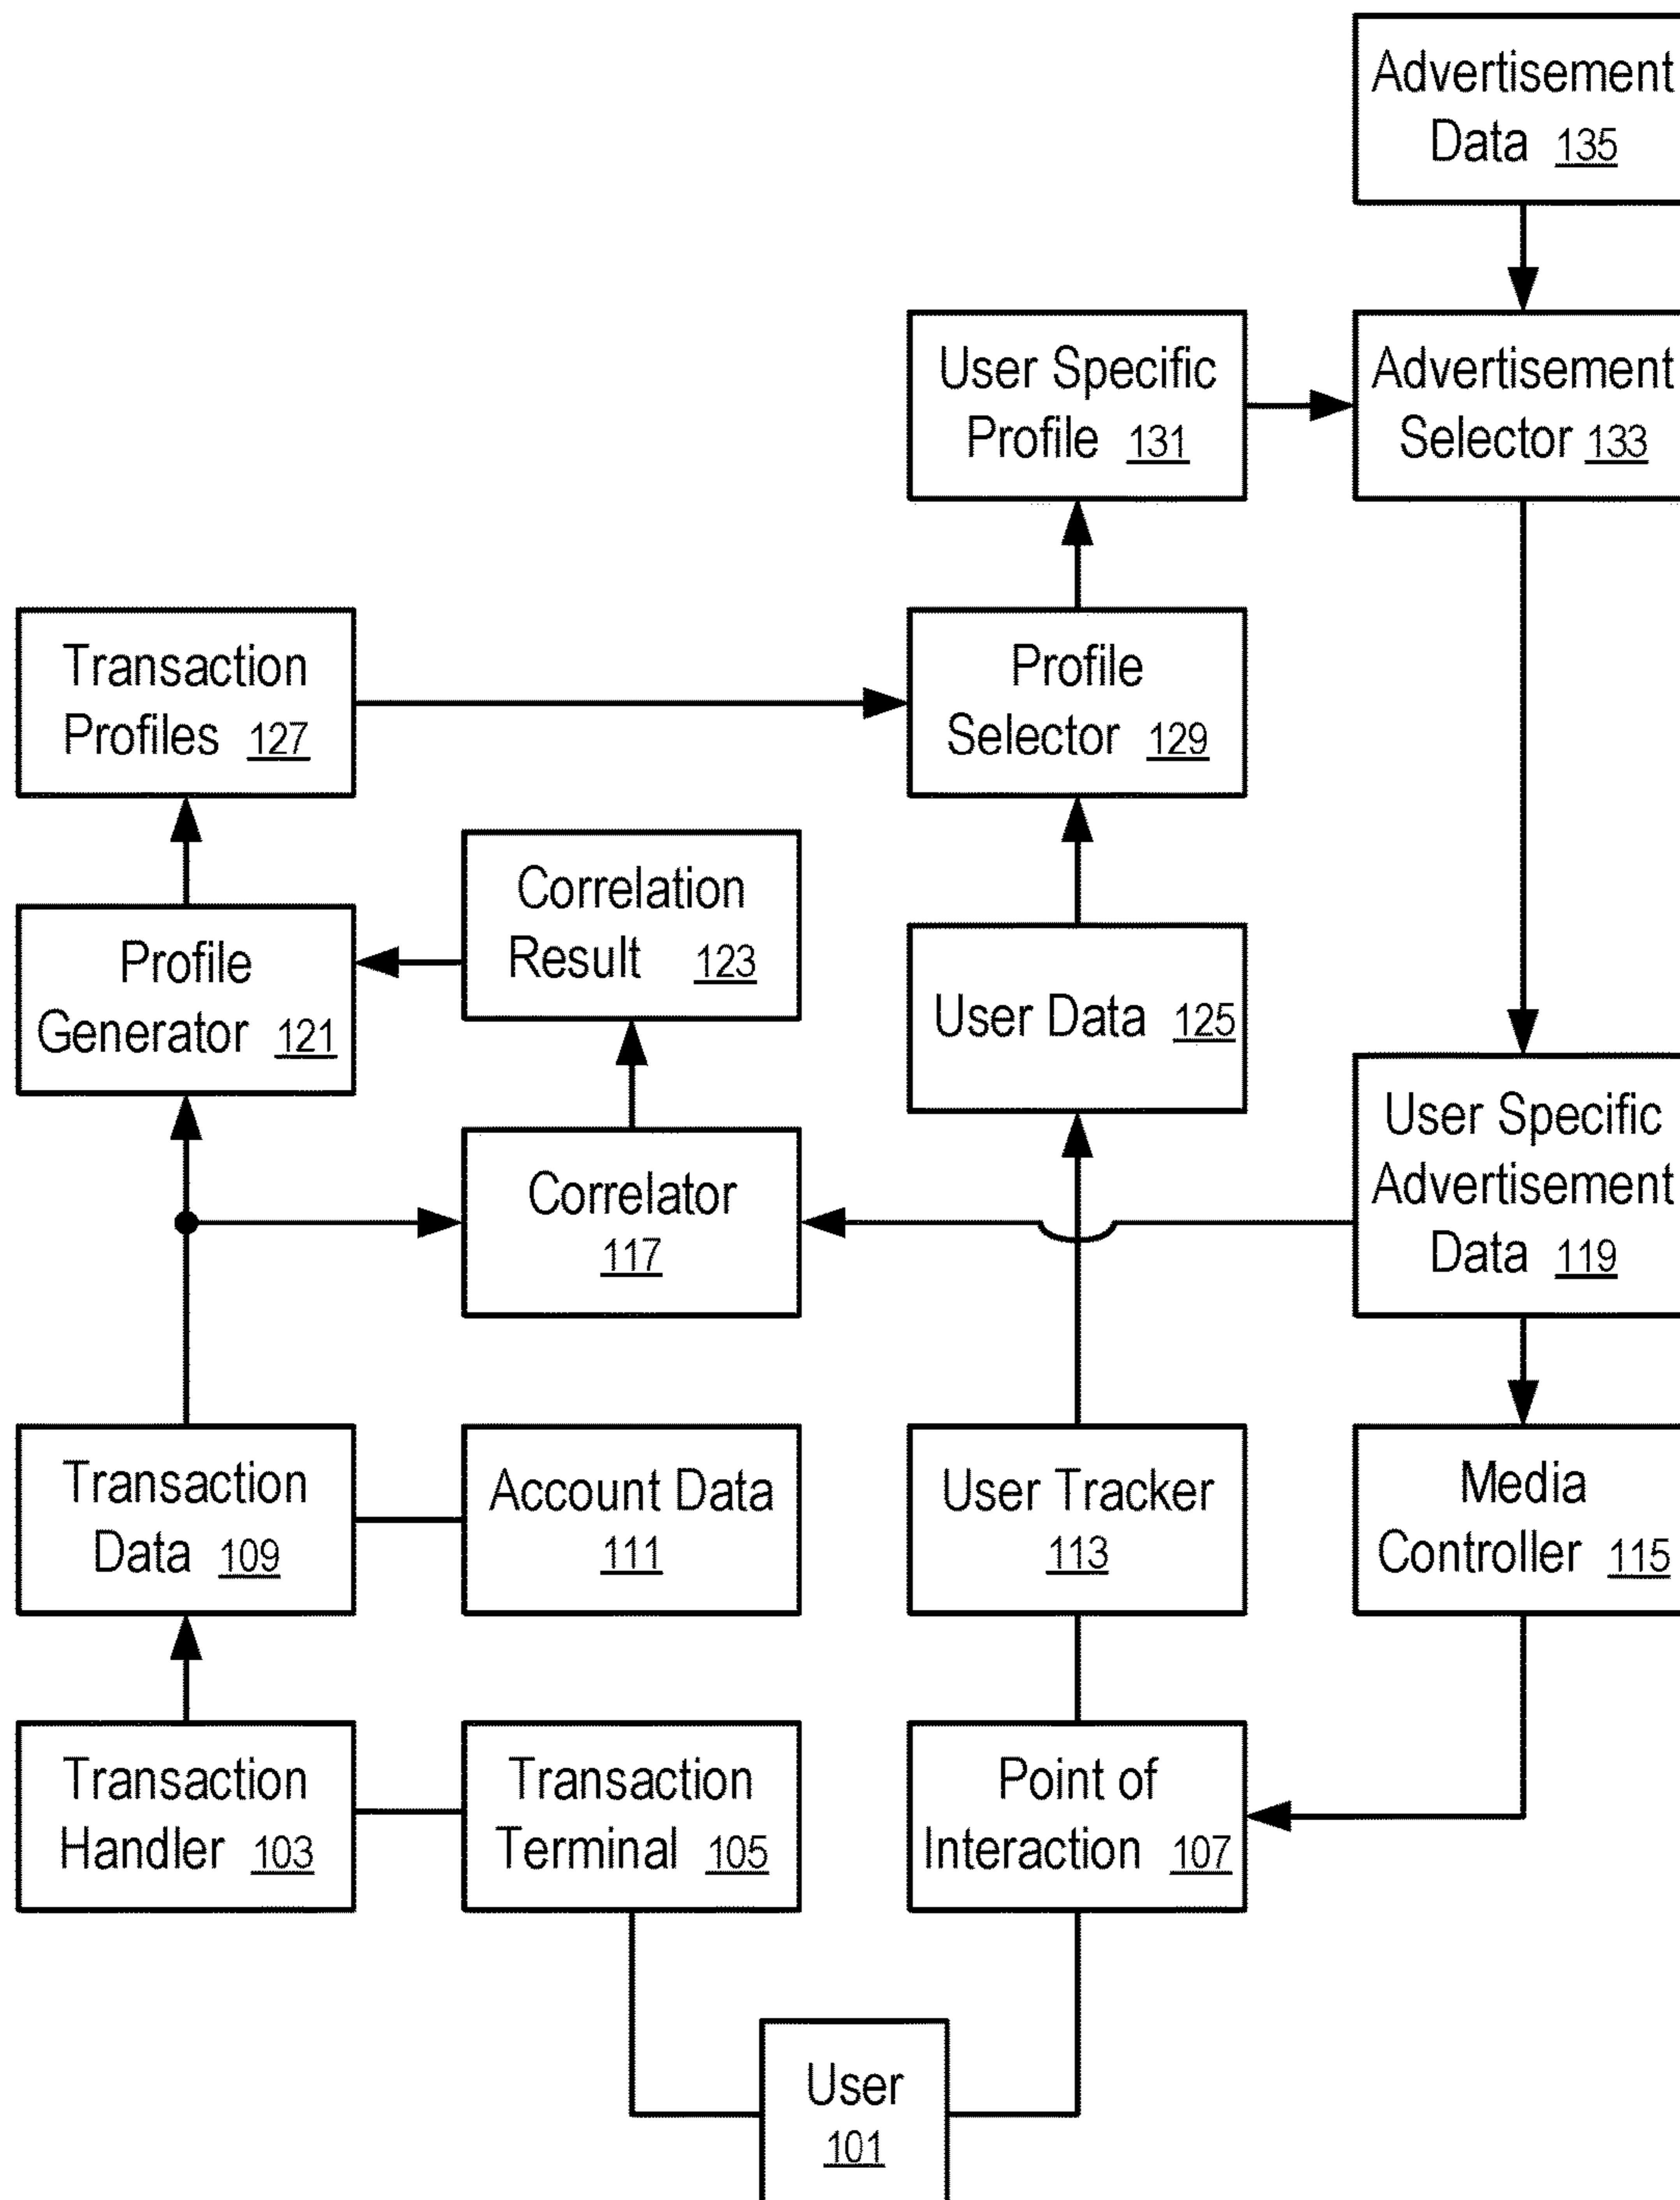 Advertisement
Data 135
User Specific
Profile 131
Advertisement
Selector 133
Transaction
Profiles 127
Profile
Selector 129
Correlation
Result 123
Profile
Generator 121
User Data 125
User Specific
Advertisement
Data 119
Correlator
117
Transaction
Data 109
Account Data
111
User Tracker
113
Media
Controller 115
Transaction
Handler 103
Transaction
Terminal 105
Point of
Interaction 107
User
101